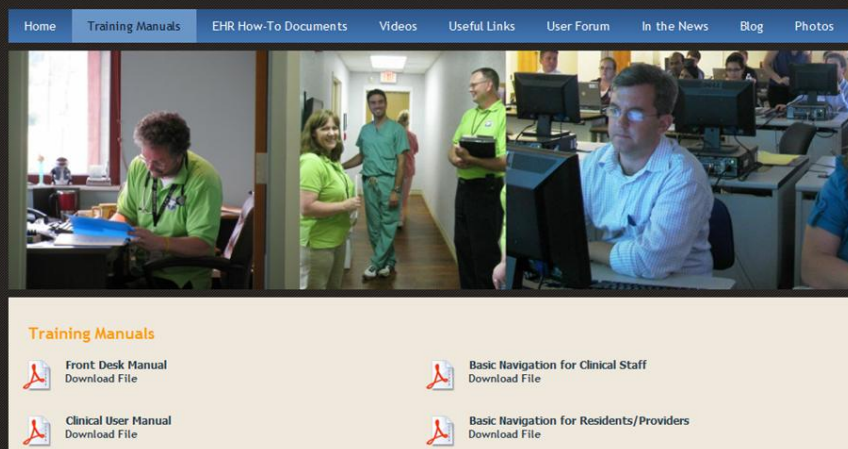 Home Training Manuals EHR How-To Documents Videos Useful Links User Forum In the News Blog Photos
Training Manuals
Front Desk Manual
Download File
Basic Navigation for Clinical Staff
Download File
Clinical User Manual
Download File
Basic Navigation for Residents/Providers
Download File